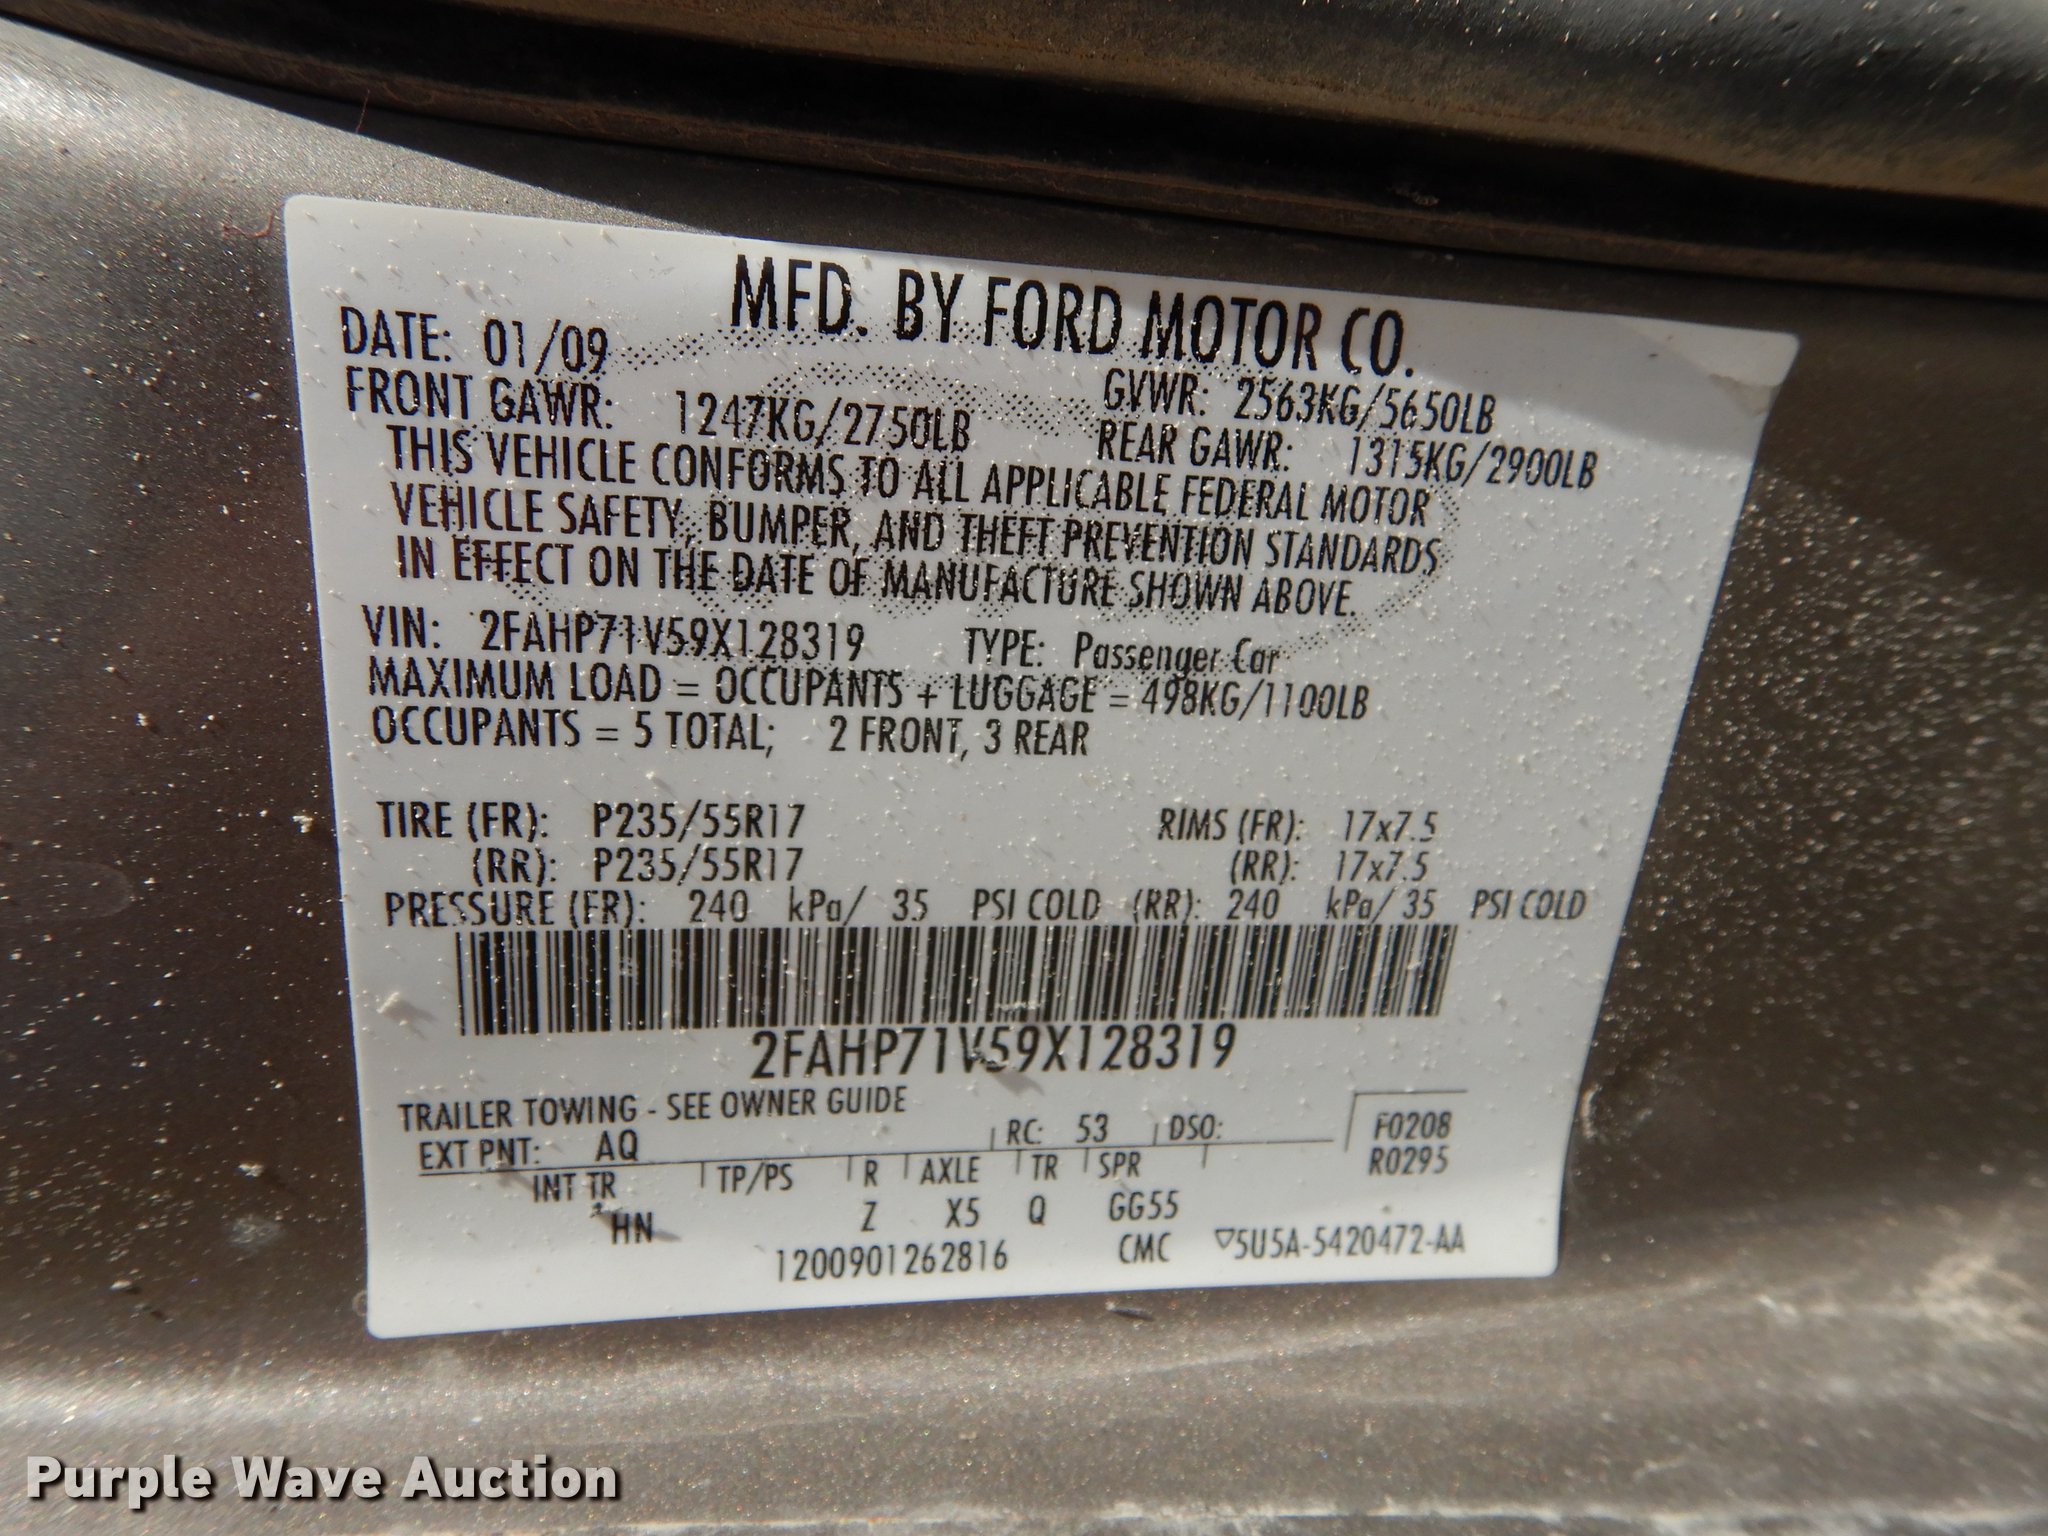 MFD. BY FORD MOTOR CO.
DATE: 01/09 GVWR: 2563KG/5650LB
FRONT GAWR: 1247KG/2750LB REAR GAWR: 1315KG/2900LB
THIS VEHICLE CONFORMS TO ALL APPLICABLE FEDERAL MOTOR
VEHICLE SAFETY, BUMPER, AND THEFT PREVENTION STANDARDS
IN EFFECT ON THE DATE OF MANUFACTURE SHOWN ABOVE.
VIN: 2FAHP71V59X128319 TYPE: Passenger Car
MAXIMUM LOAD = OCCUPANTS + LUGGAGE = 498KG/1100LB
OCCUPANTS = 5 TOTAL; 2 FRONT, 3 REAR
TIRE (FR): P235/55R17 RIMS (FR): 17x7.5
(RR): P235/55R17 (RR): 17x7.5
PRESSURE (FR): 240 kPa/ 35 PSI COLD (RR): 240 kPa/ 35 PSI COLD
2FAHP71V59X128319
TRAILER TOWING - SEE OWNER GUIDE
EXT PNT: AQ RC: 53 DSO: F0208
INT TR TP/PS R AXLE TR SPR R0295
HN Z X5 Q GG55
1200901262816 CMC ▽5U5A-5420472-AA
Purple Wave Auction